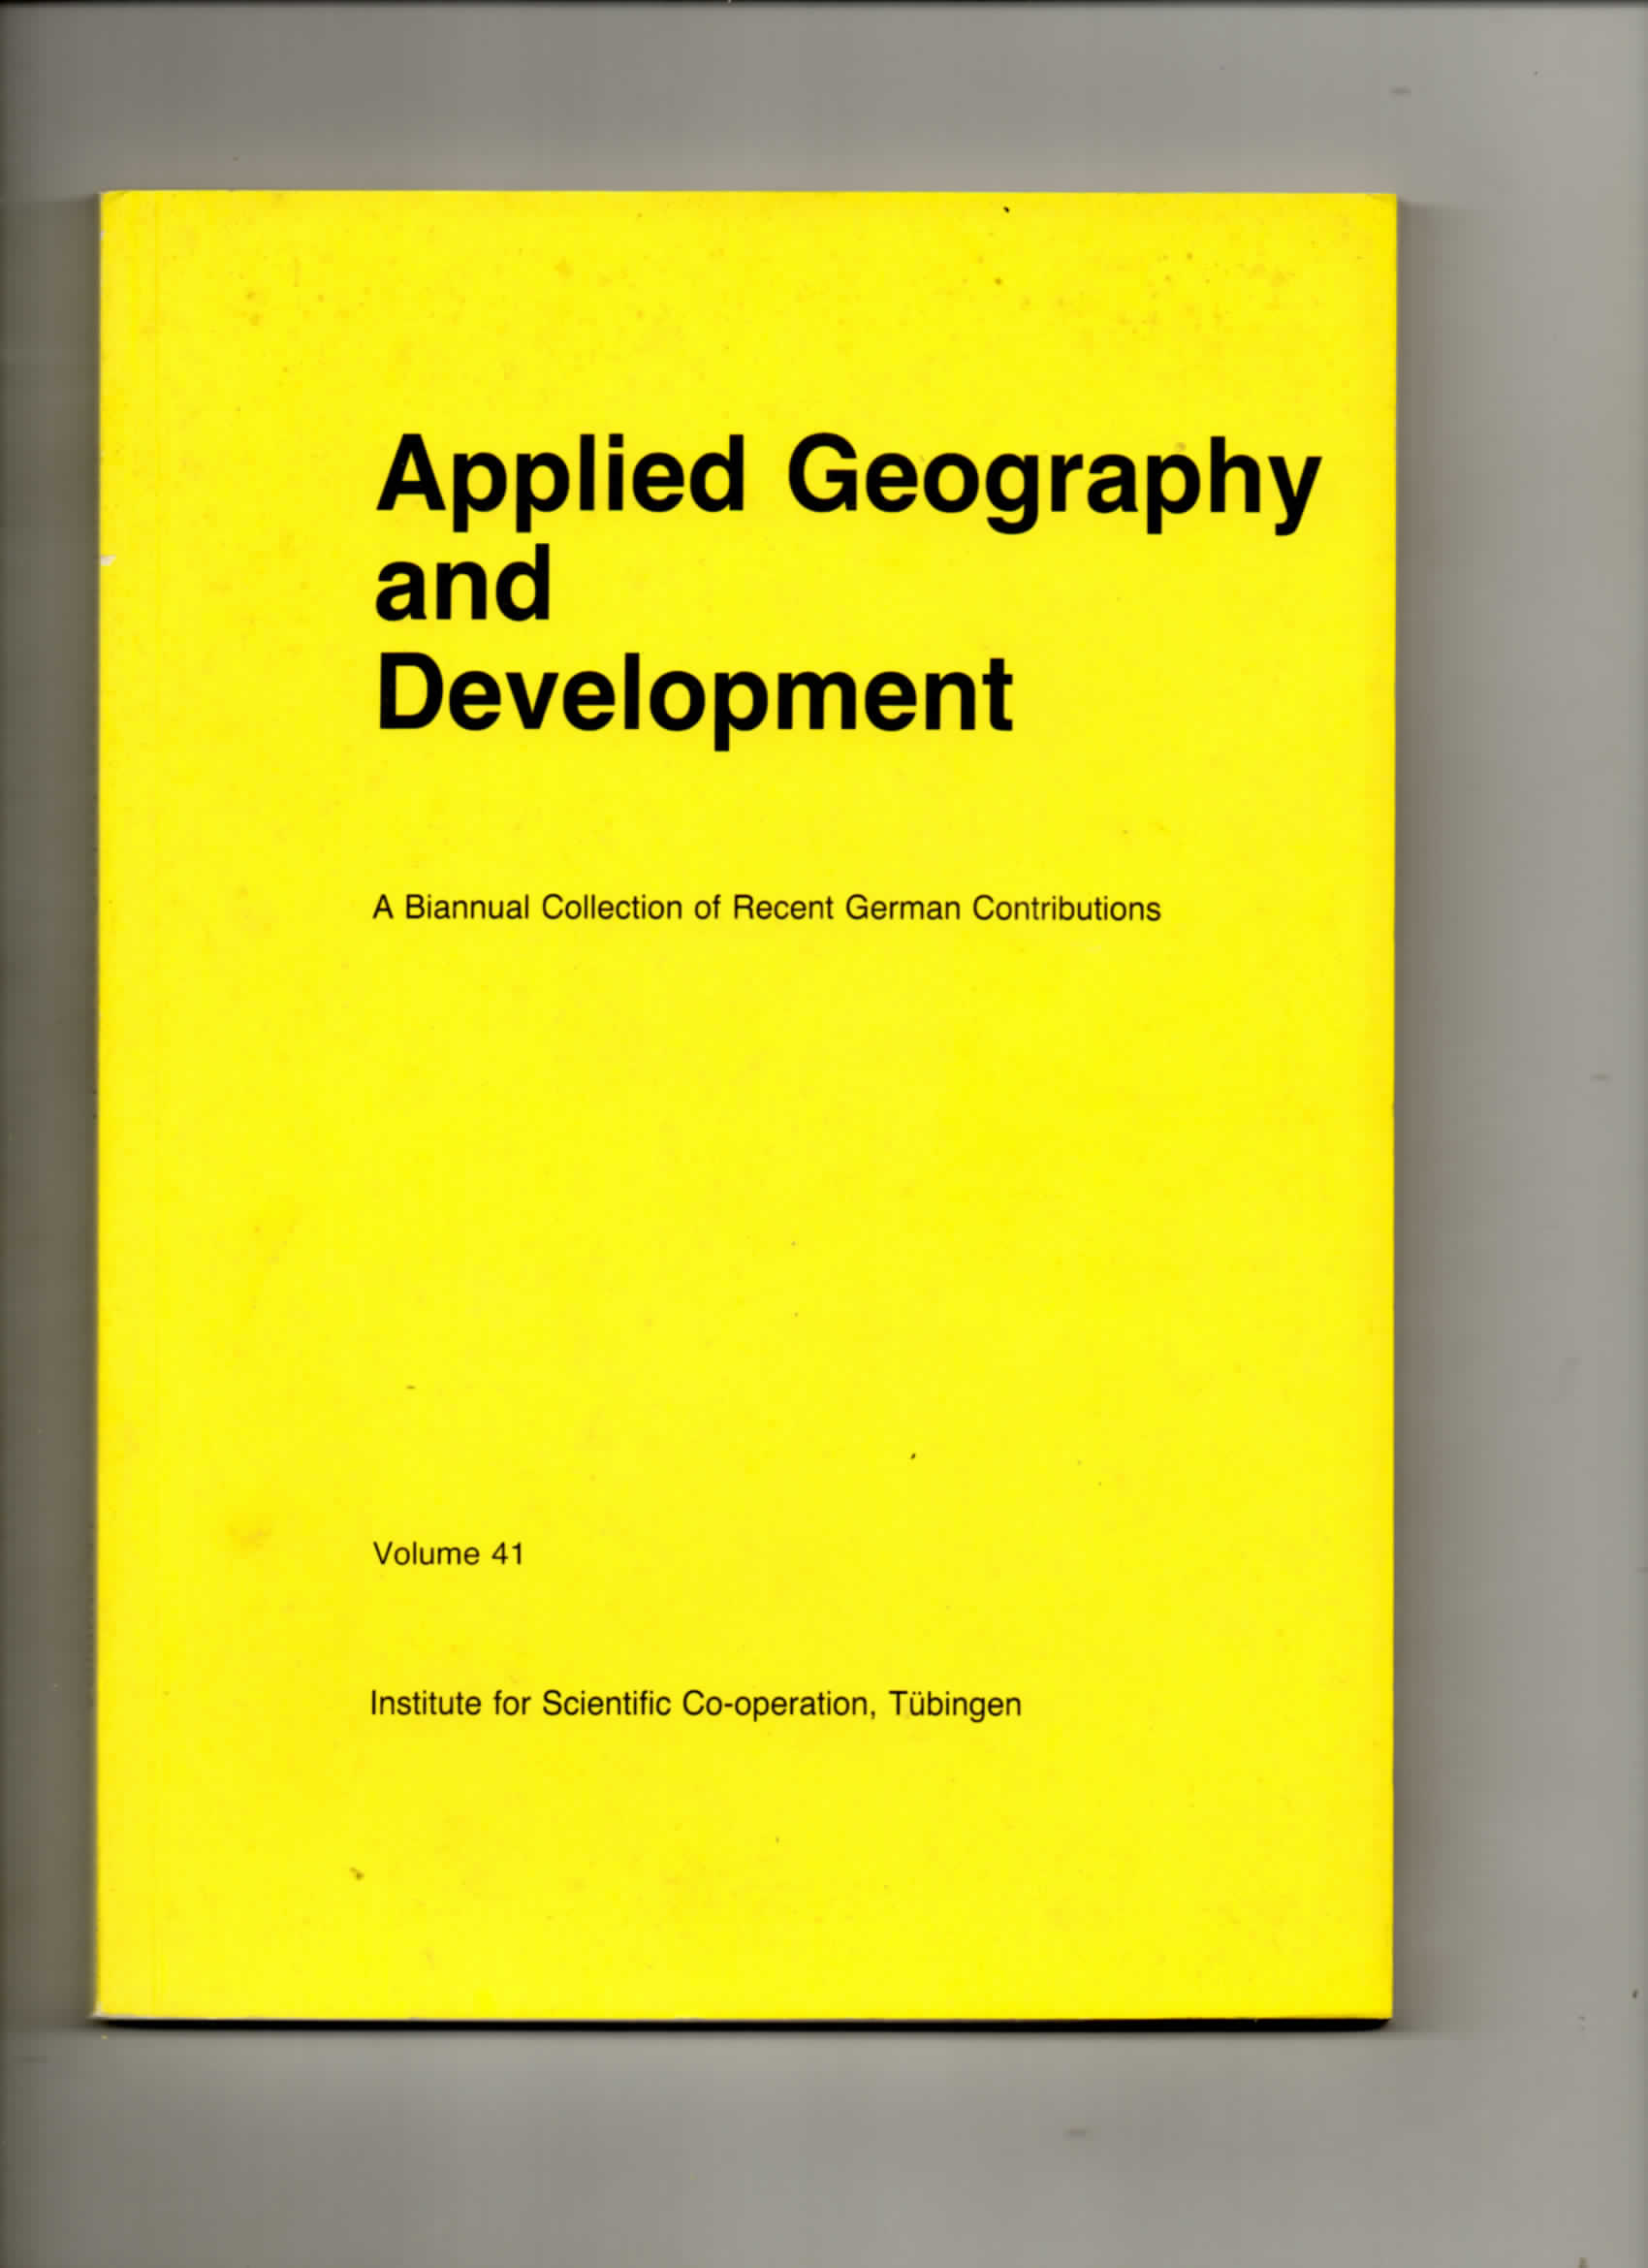 Applied Geography
and
Development
A Biannual Collection of Recent German Contributions
Volume 41
Institute for Scientific Co-operation, Tübingen